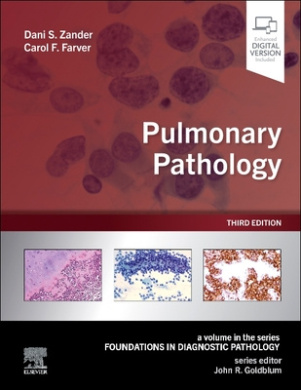 Dani S. Zander
Carol F. Farver
Enhanced
DIGITAL
VERSION
Included
Pulmonary
Pathology
THIRD EDITION
a volume in the series
FOUNDATIONS IN DIAGNOSTIC PATHOLOGY
series editor
John R. Goldblum
ELSEVIER